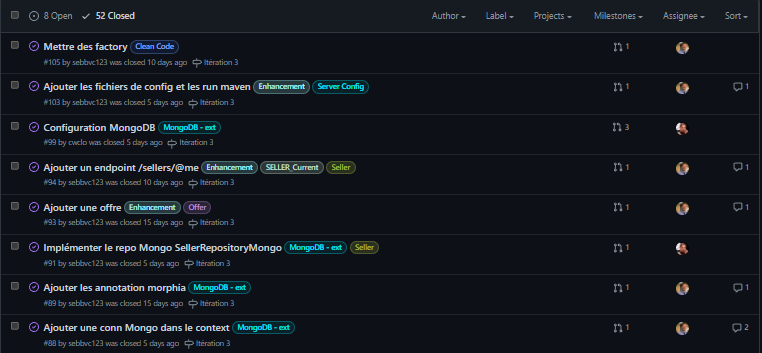 8 Open 52 Closed Author Label Projects Milestones Assignee Sort
Mettre des factory Clean Code 1
#105 by sebbvc123 was closed 10 days ago Itération 3
Ajouter les fichiers de config et les run maven Enhancement Server Config 1 1
#103 by sebbvc123 was closed 5 days ago Itération 3
Configuration MongoDB MongoDB - ext 3
#99 by cwclo was closed 5 days ago Itération 3
Ajouter un endpoint /sellers/@me Enhancement SELLER_Current Seller 1 1
#94 by sebbvc123 was closed 10 days ago Itération 3
Ajouter une offre Enhancement Offer 1 1
#93 by sebbvc123 was closed 15 days ago Itération 3
Implémenter le repo Mongo SellerRepositoryMongo MongoDB - ext Seller 1
#91 by sebbvc123 was closed 5 days ago Itération 3
Ajouter les annotation morphia MongoDB - ext 1 1
#89 by sebbvc123 was closed 15 days ago Itération 3
Ajouter une conn Mongo dans le context MongoDB - ext 1 2
#88 by sebbvc123 was closed 5 days ago Itération 3